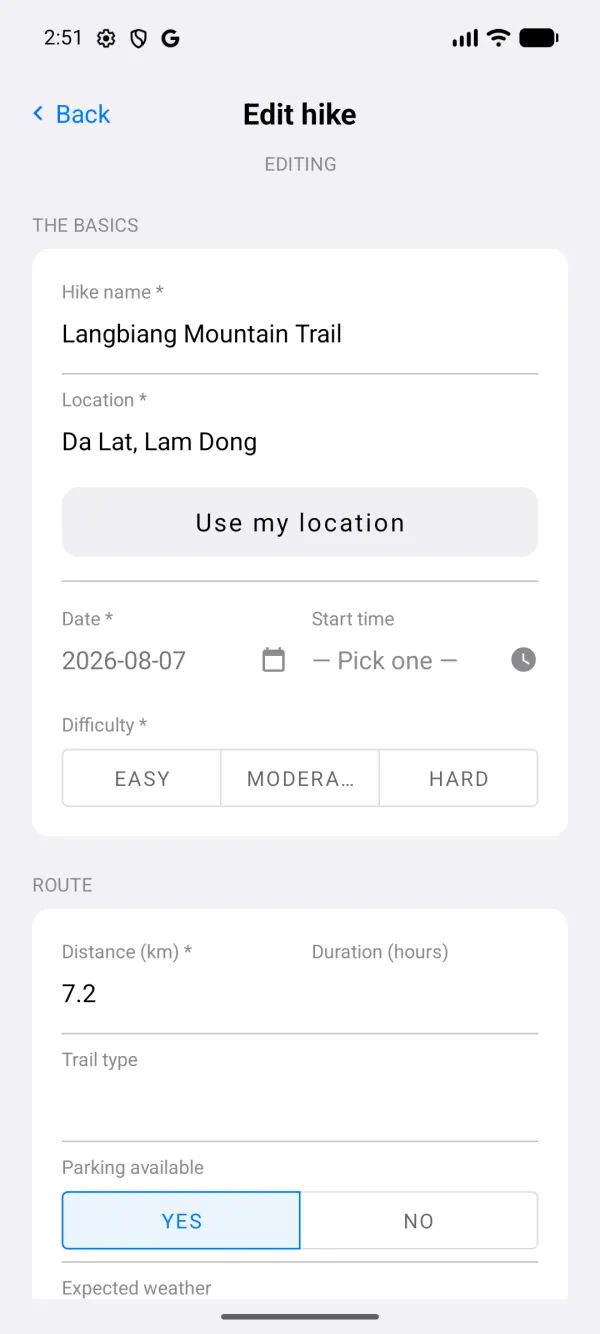 2:51
Back
Edit hike
EDITING
THE BASICS
Hike name *
Langbiang Mountain Trail
Location *
Da Lat, Lam Dong
Use my location
Date *
Start time
2026-08-07
— Pick one —
Difficulty *
EASY
MODERA...
HARD
ROUTE
Distance (km) *
Duration (hours)
7.2
Trail type
Parking available
YES
NO
Expected weather